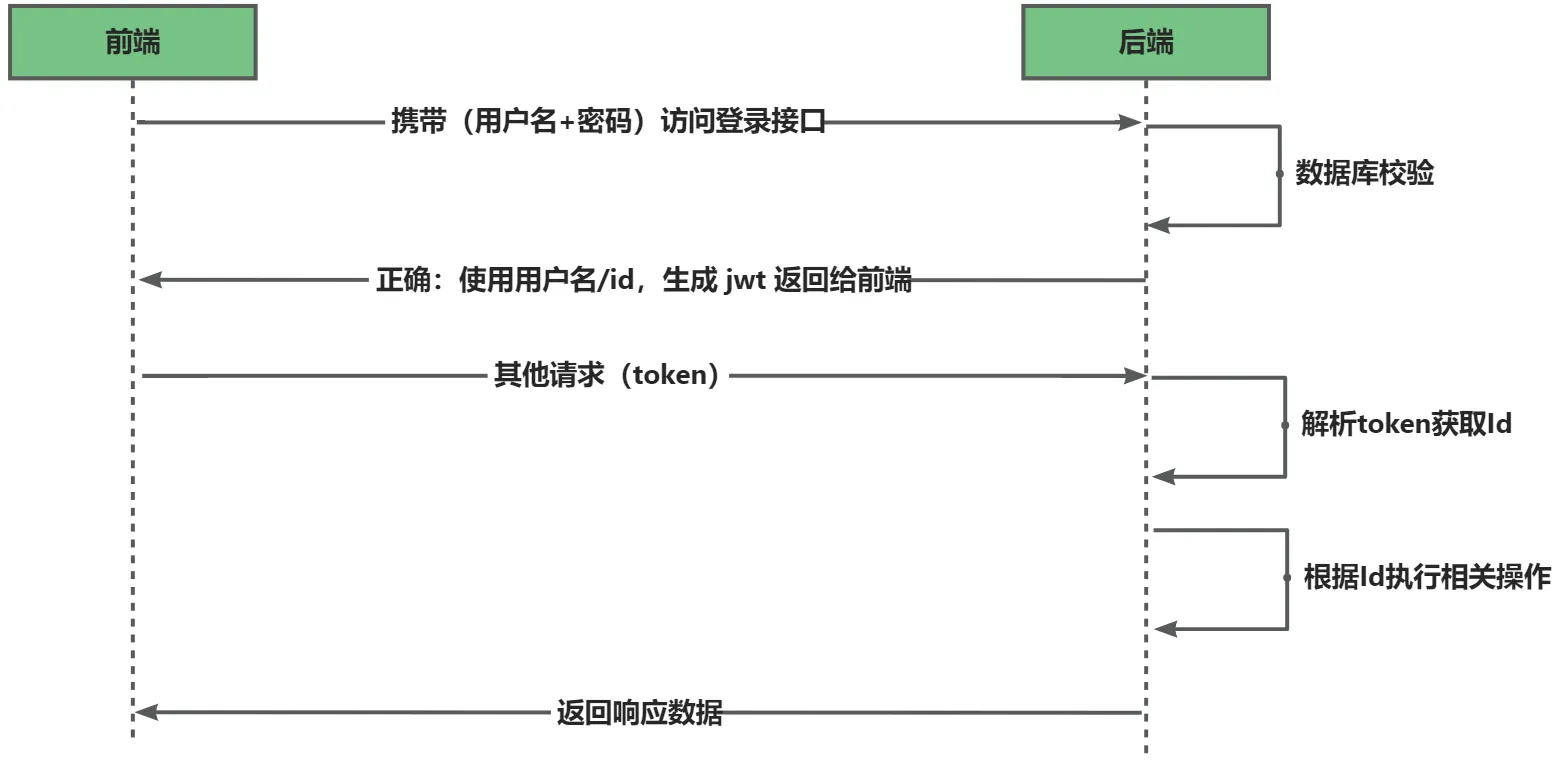 前端
后端
携带（用户名+密码）访问登录接口
数据库校验
正确：使用用户名/id，生成 jwt 返回给前端
其他请求（token）
解析token获取Id
根据Id执行相关操作
返回响应数据